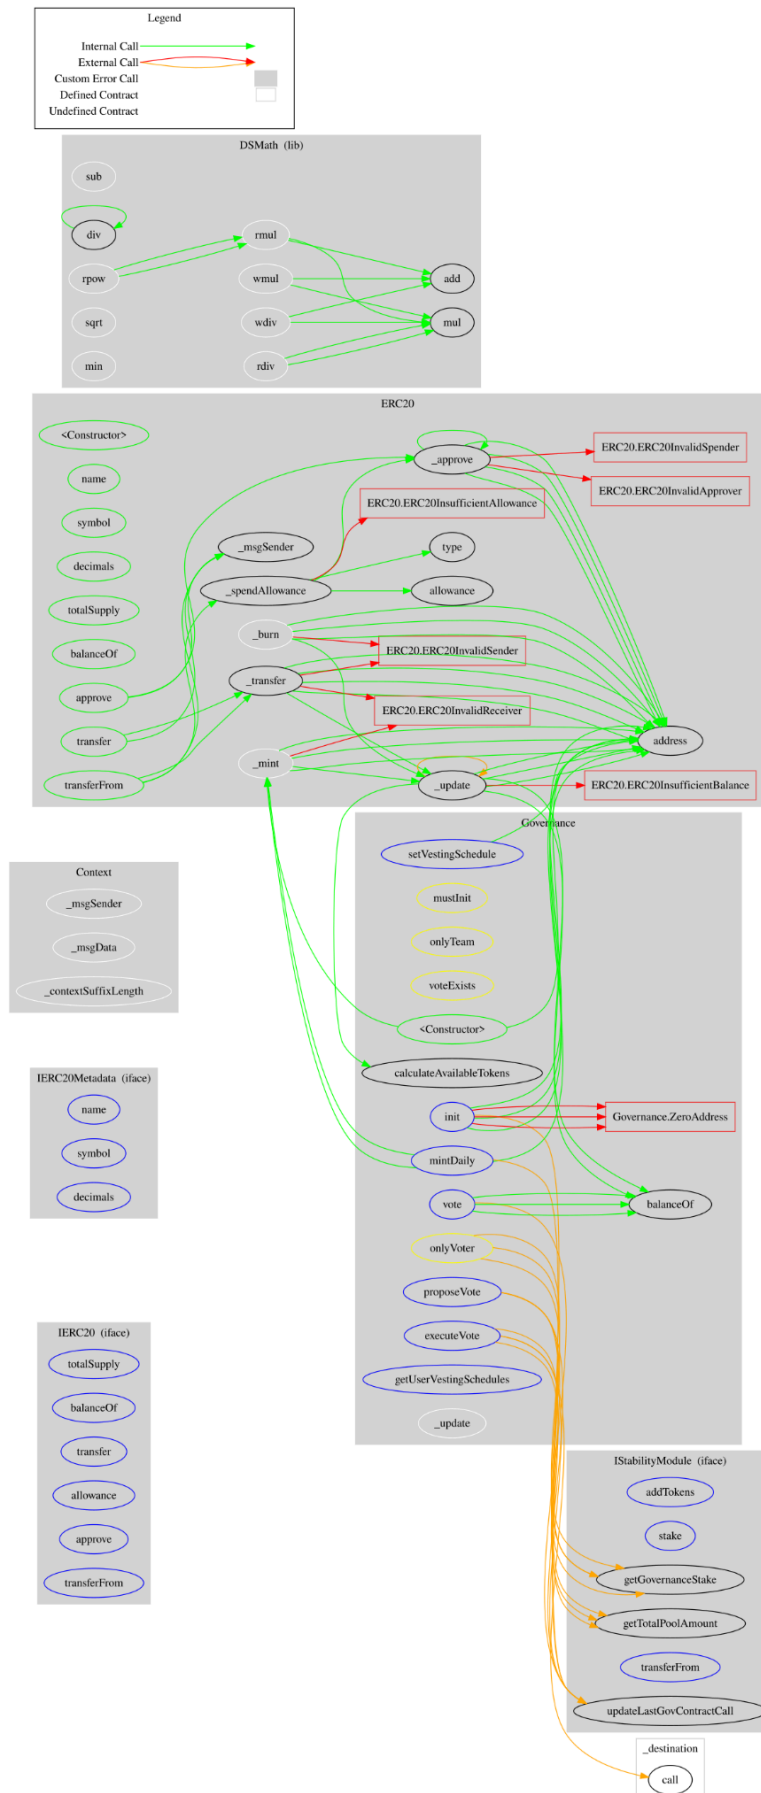 Legend
Internal Call
External Call
Custom Error Call
Defined Contract
Undefined Contract
DSMath (lib)
sub
div
rpow
sqrt
min
rmul
wmul
wdiv
rdiv
add
mul
ERC20
<Constructor>
name
symbol
decimals
totalSupply
balanceOf
approve
transfer
transferFrom
_msgSender
_spendAllowance
_burn
_transfer
_mint
_approve
ERC20.ERC20InsufficientAllowance
type
allowance
ERC20.ERC20InvalidSender
ERC20.ERC20InvalidReceiver
_update
ERC20.ERC20InvalidSpender
ERC20.ERC20InvalidApprover
address
ERC20.ERC20InsufficientBalance
Governance
setVestingSchedule
mustInit
onlyTeam
voteExists
<Constructor>
calculateAvailableTokens
init
mintDaily
vote
onlyVoter
proposeVote
executeVote
getUserVestingSchedules
_update
Governance.ZeroAddress
balanceOf
Context
_msgSender
_msgData
_contextSuffixLength
IERC20Metadata (iface)
name
symbol
decimals
IERC20 (iface)
totalSupply
balanceOf
transfer
allowance
approve
transferFrom
IStabilityModule (iface)
addTokens
stake
getGovernanceStake
getTotalPoolAmount
transferFrom
updateLastGovContractCall
_destination
call